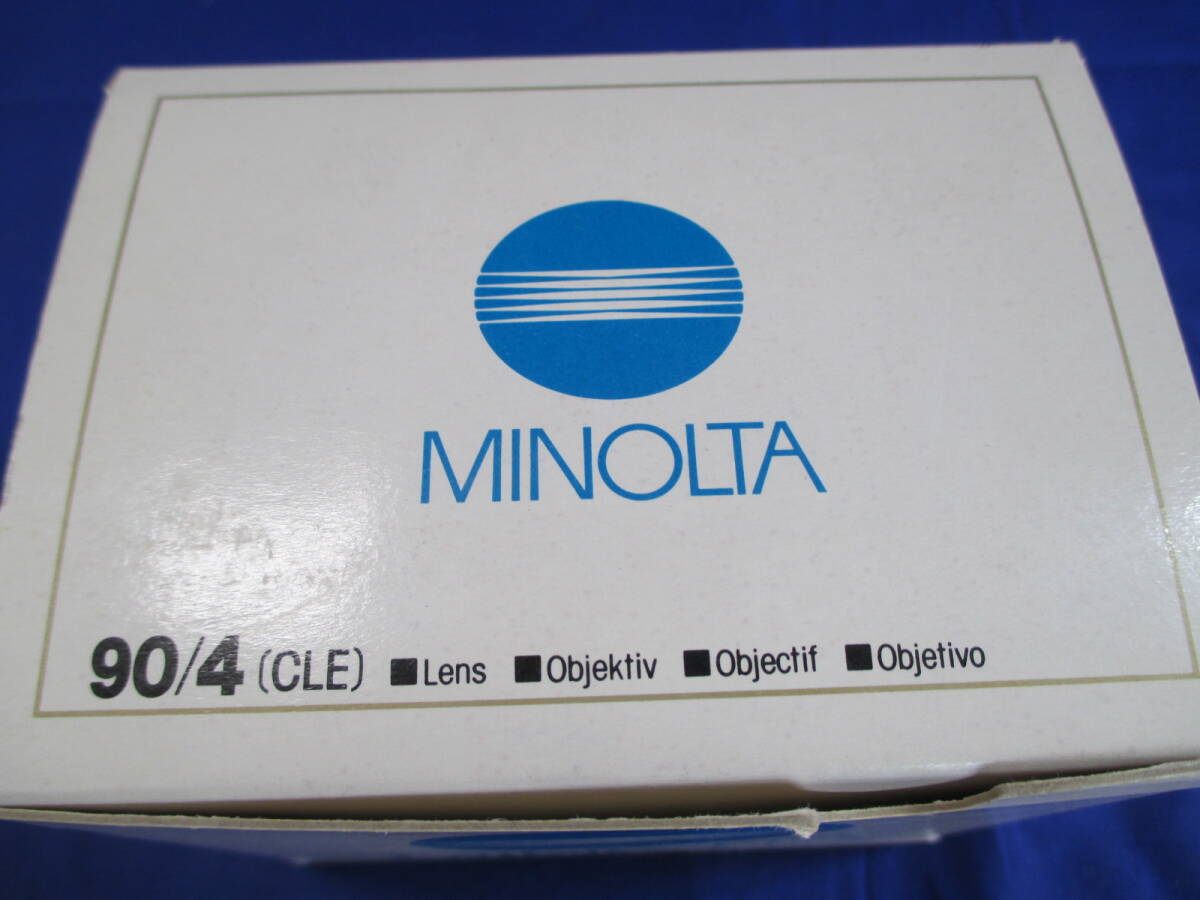 MINOLTA
90/4 (CLE) ■Lens ■Objektiv ■Objectif ■Objetivo